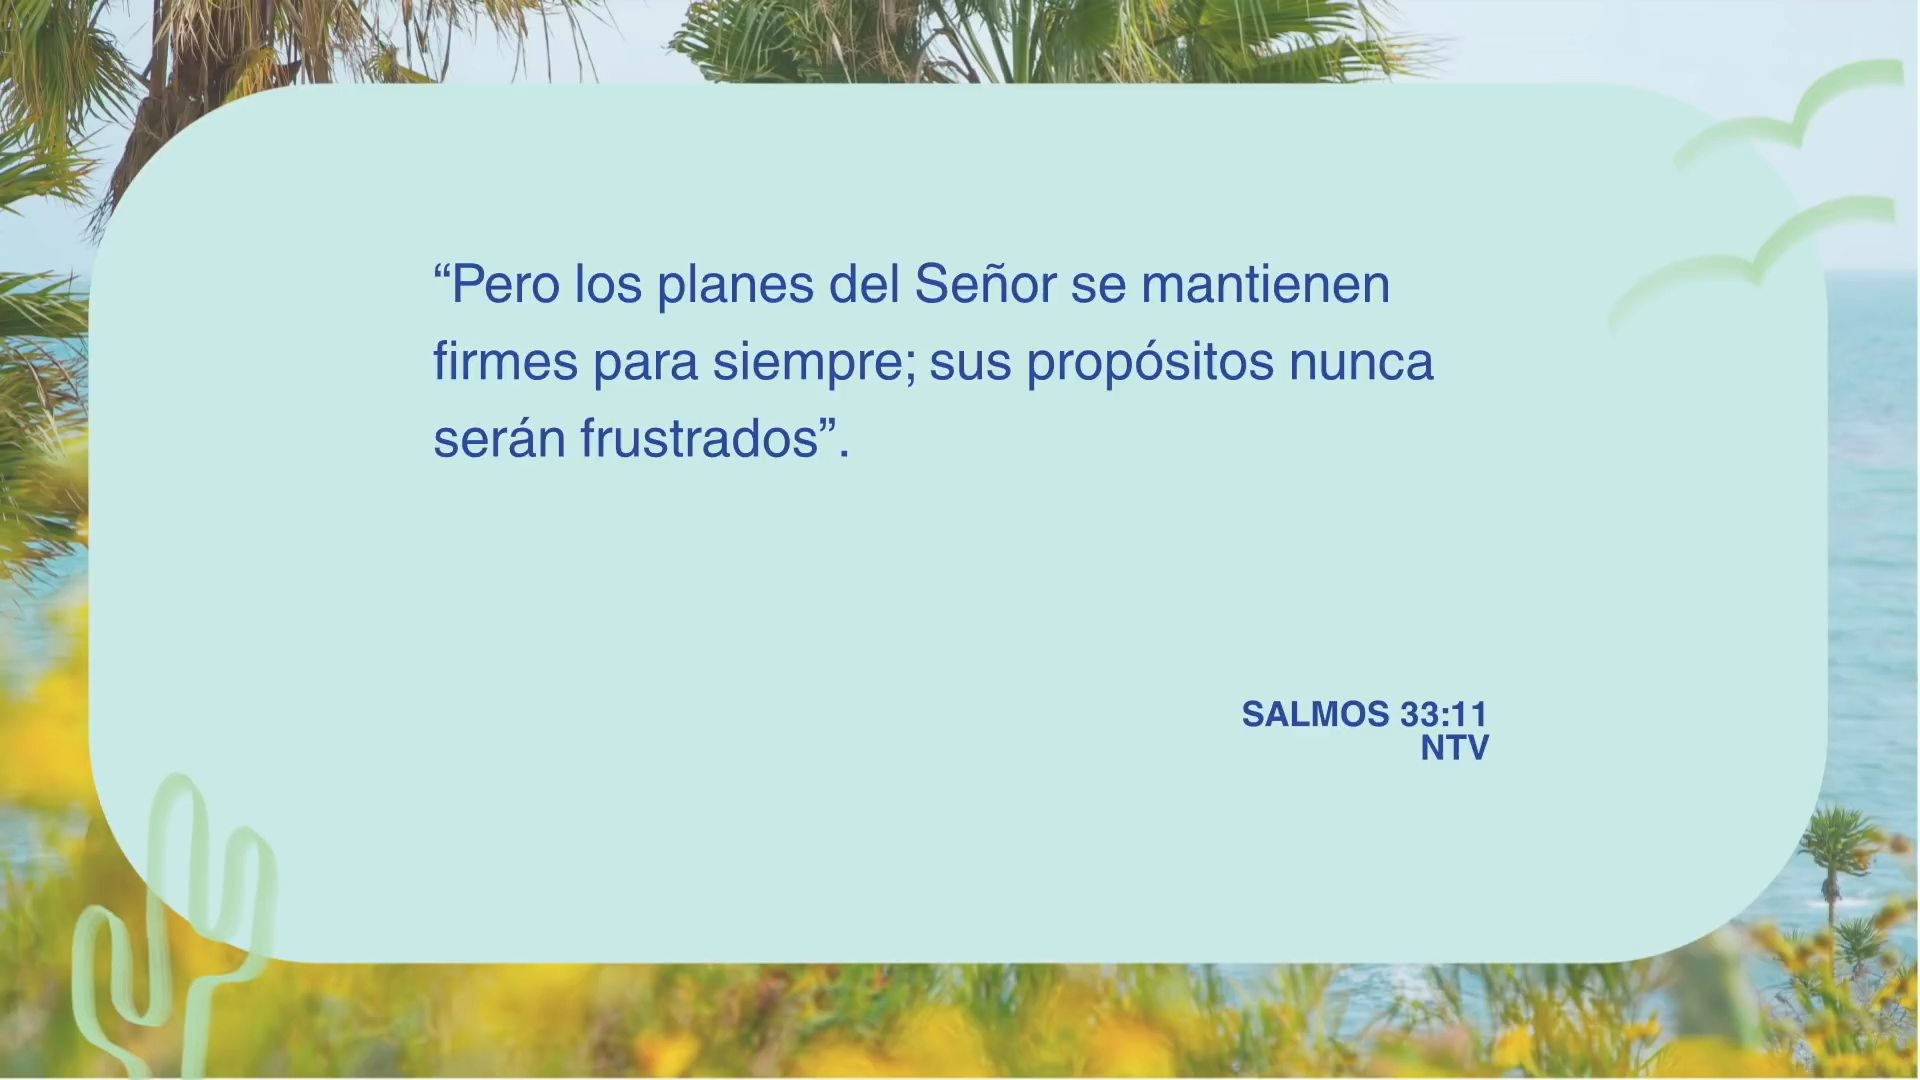 “Pero los planes del Señor se mantienen
firmes para siempre; sus propósitos nunca
serán frustrados”.
SALMOS 33:11
NTV